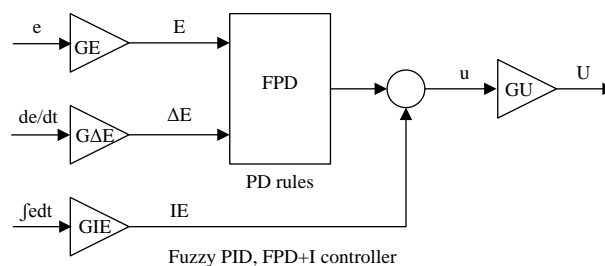 e
GE
E
FPD
de/dt
GΔE
ΔE
u
GU
U
PD rules
∫edt
GIE
IE
Fuzzy PID, FPD+I controller